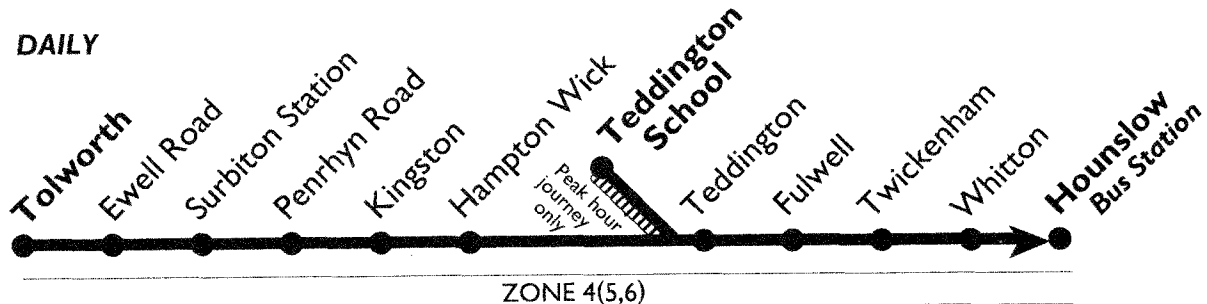 DAILY
Tolworth
Ewell Road
Surbiton Station
Penrhyn Road
Kingston
Hampton Wick
Peak hour
journey
only
Teddington
School
Teddington
Fulwell
Twickenham
Whitton
Hounslow
Bus Station
ZONE 4(5,6)